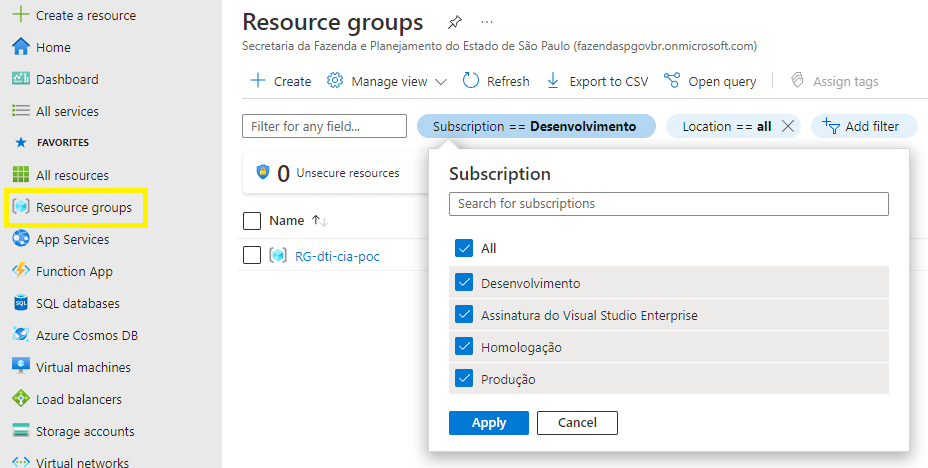 Create a resource
Home
Dashboard
All services
FAVORITES
All resources
Resource groups
App Services
Function App
SQL databases
Azure Cosmos DB
Virtual machines
Load balancers
Storage accounts
Virtual networks
Resource groups
Secretaria da Fazenda e Planejamento do Estado de São Paulo (fazendaspgovbr.onmicrosoft.com)
Create Manage view Refresh Export to CSV Open query Assign tags
Filter for any field... Subscription == Desenvolvimento Location == all Add filter
0 Unsecure resources
Name
RG-dti-cia-poc
Subscription
Search for subscriptions
All
Desenvolvimento
Assinatura do Visual Studio Enterprise
Homologação
Produção
Apply Cancel